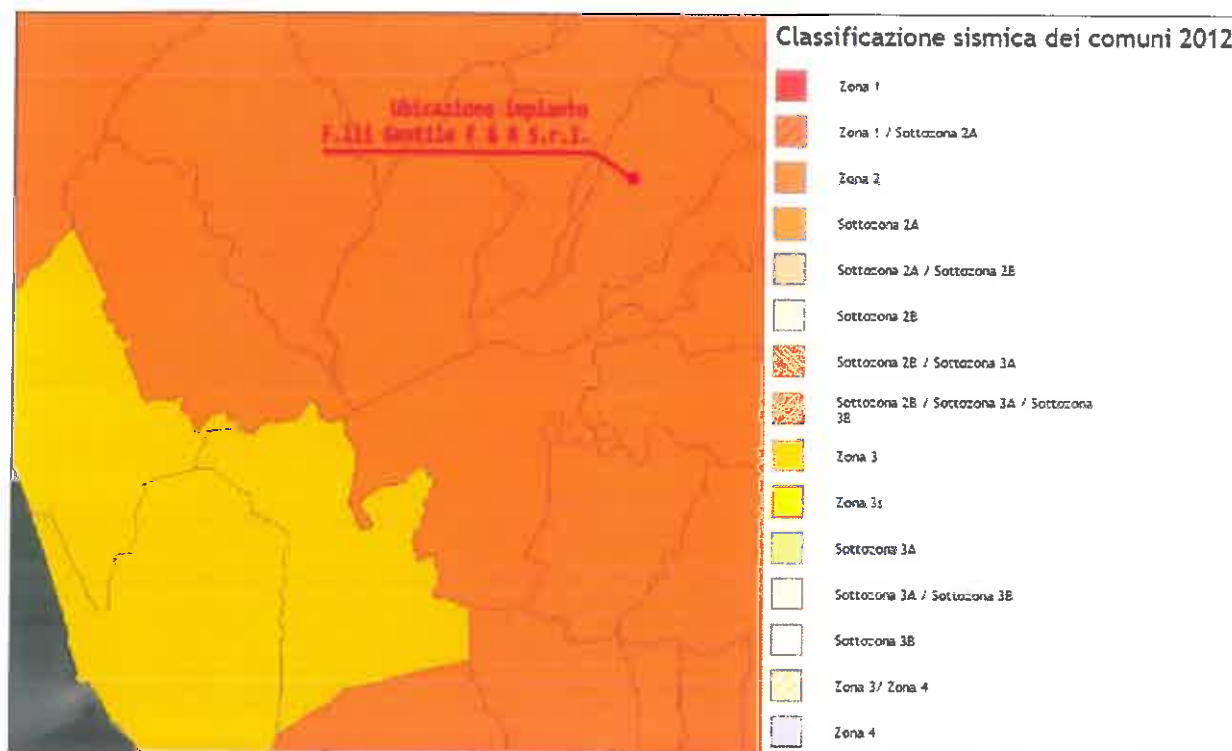 Classificazione sismica dei comuni 2012
Ubicazione impianto
F.lli Gentile F & R S.r.l.
Zona 1
Zona 1 / Sottozona 2A
Zona 2
Sottozona 2A
Sottozona 2A / Sottozona 2B
Sottozona 2B
Sottozona 2B / Sottozona 3A
Sottozona 2B / Sottozona 3A / Sottozona
3B
Zona 3
Zona 3s
Sottozona 3A
Sottozona 3A / Sottozona 3B
Sottozona 3B
Zona 3/ Zona 4
Zona 4